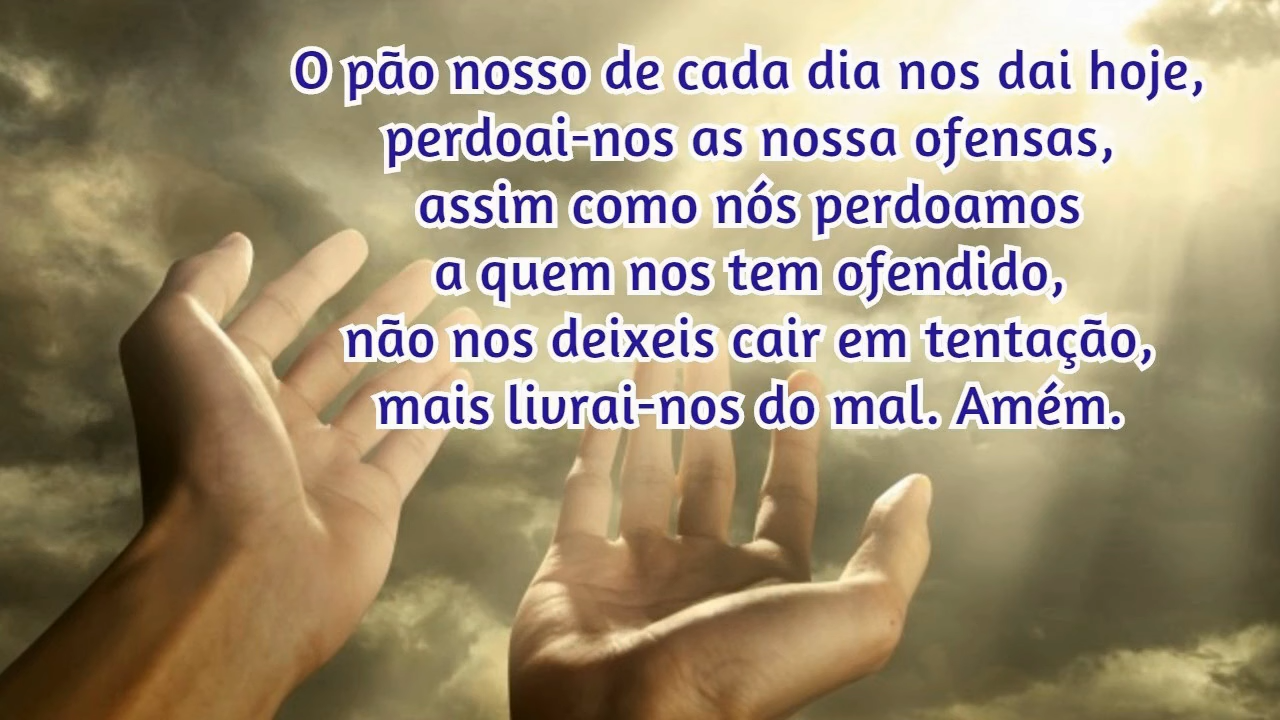 O pão nosso de cada dia nos dai hoje,
perdoai-nos as nossa ofensas,
assim como nós perdoamos
a quem nos tem ofendido,
não nos deixeis cair em tentação,
mais livrai-nos do mal. Amém.